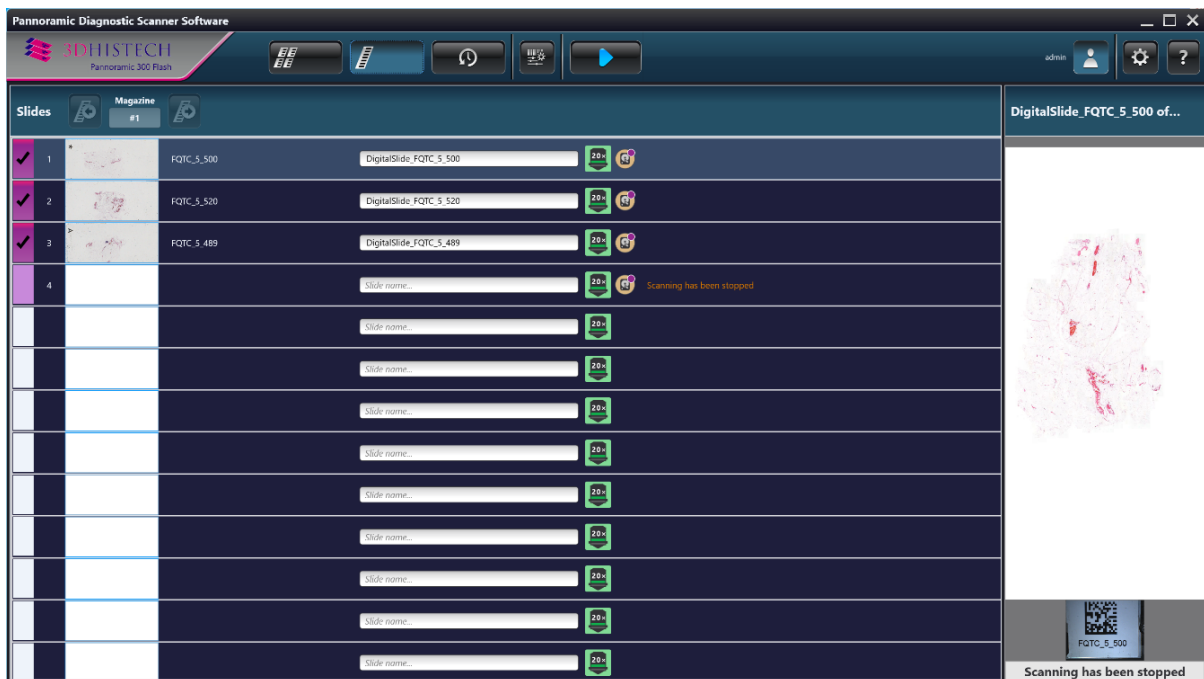 Pannoramic Diagnostic Scanner Software
3DHISTECH
Pannoramic 300 Flash
admin
?
Slides
Magazine
#1
DigitalSlide_FQTC_5_500 of...
1 FQTC_5_500 DigitalSlide_FQTC_5_500 20x
2 FQTC_5_520 DigitalSlide_FQTC_5_520 20x
3 FQTC_5_489 DigitalSlide_FQTC_5_489 20x
4 Slide name... 20x Scanning has been stopped
Slide name... 20x
Slide name... 20x
Slide name... 20x
Slide name... 20x
Slide name... 20x
Slide name... 20x
Slide name... 20x
Slide name... 20x
Slide name... 20x
FQTC_5_500
Scanning has been stopped